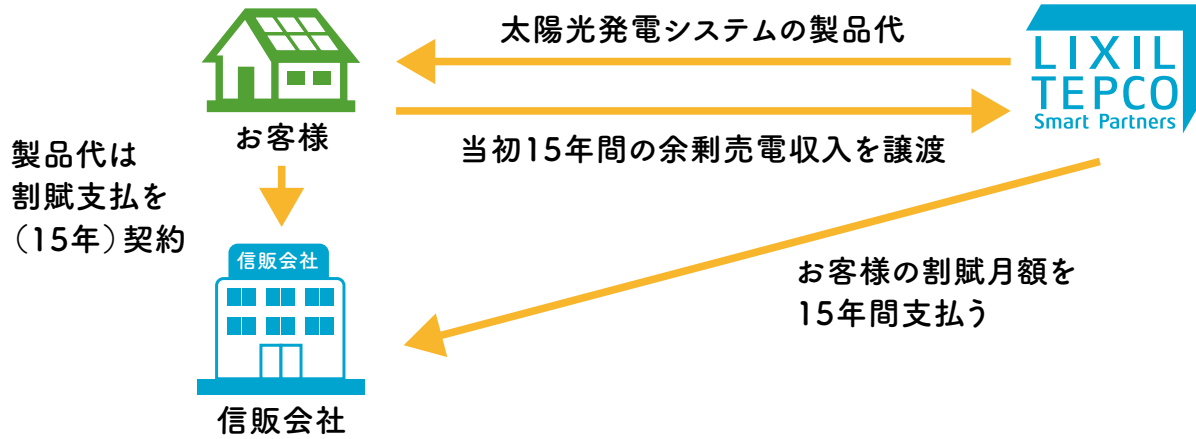 太陽光発電システムの製品代
LIXIL
TEPCO
Smart Partners
お客様
当初15年間の余剰売電収入を譲渡
製品代は
割賦支払を
（15年）契約
信販会社
お客様の割賦月額を
15年間支払う
信販会社